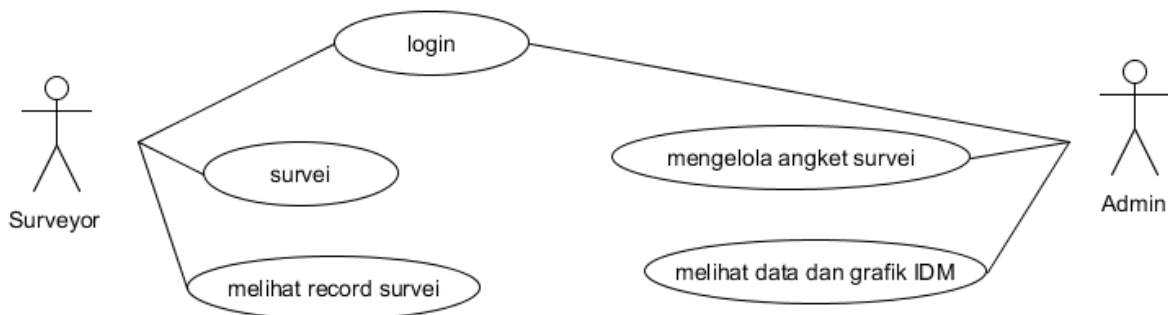 login
survei
mengelola angket survei
Surveyor
Admin
melihat record survei
melihat data dan grafik IDM